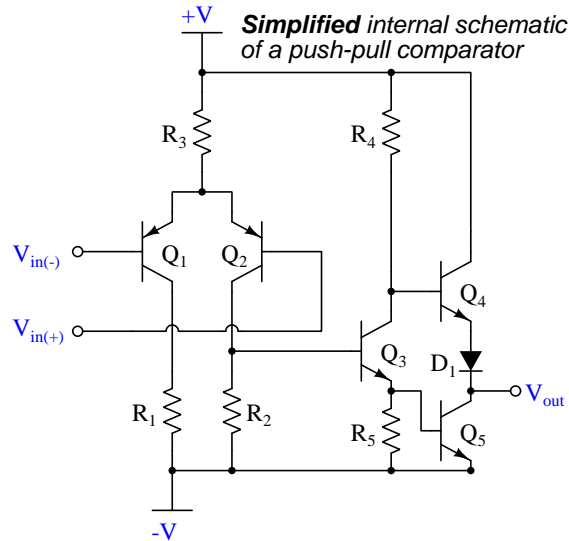 +V
Simplified internal schematic
of a push-pull comparator
R3
R4
Vin(-)
Q1
Q2
Q4
Vin(+)
Q3
D1
Vout
R1
R2
R5
Q5
-V